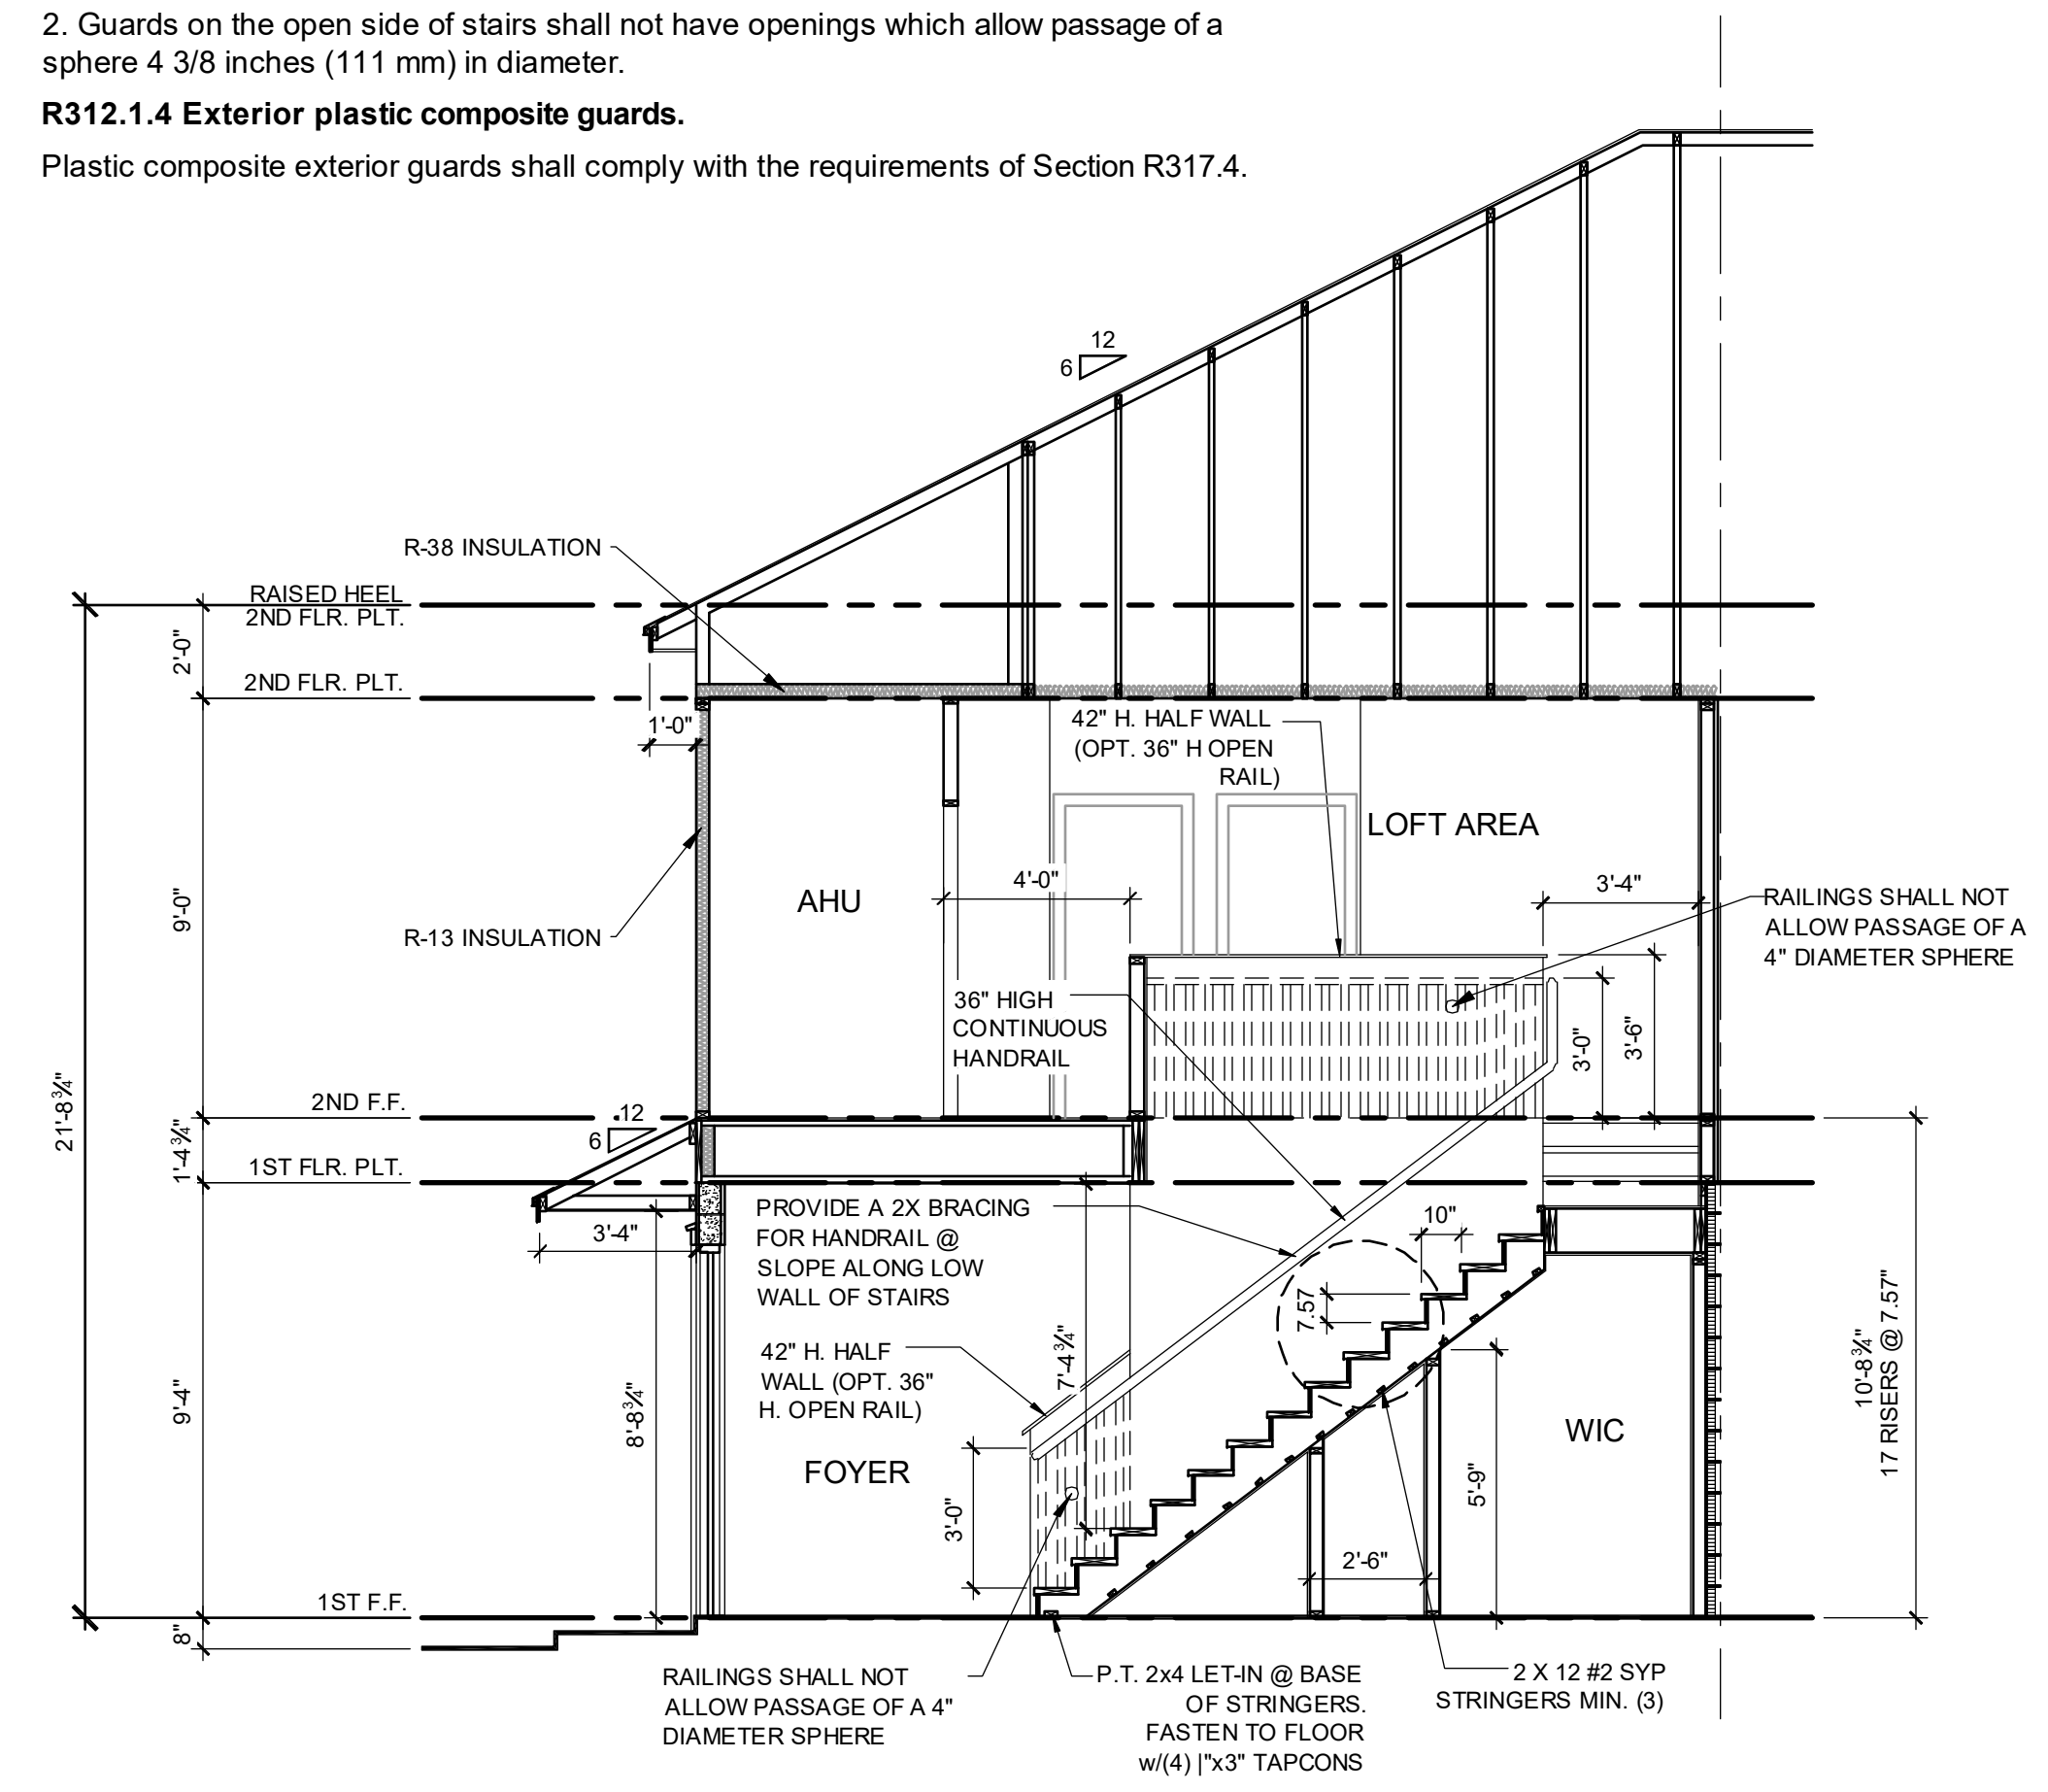 2. Guards on the open side of stairs shall not have openings which allow passage of a
sphere 4 3/8 inches (111 mm) in diameter.
R312.1.4 Exterior plastic composite guards.
Plastic composite exterior guards shall comply with the requirements of Section R317.4.
12
6
R-38 INSULATION
RAISED HEEL
2ND FLR. PLT.
2'-0"
2ND FLR. PLT.
1'-0"
42" H. HALF WALL
(OPT. 36" H OPEN
RAIL)
LOFT AREA
AHU
4'-0"
3'-4"
RAILINGS SHALL NOT
ALLOW PASSAGE OF A
4" DIAMETER SPHERE
9'-0"
R-13 INSULATION
36" HIGH
CONTINUOUS
HANDRAIL
3'-0"
3'-6"
21'-8¾"
2ND F.F.
12
6
1'-4¾"
1ST FLR. PLT.
3'-4"
PROVIDE A 2X BRACING
FOR HANDRAIL @
SLOPE ALONG LOW
WALL OF STAIRS
10"
7.57
42" H. HALF
WALL (OPT. 36"
H. OPEN RAIL)
7'-4¾"
9'-4"
8'-8¾"
FOYER
3'-0"
WIC
5'-9"
2'-6"
10'-8¾"
17 RISERS @ 7.57"
1ST F.F.
8"
RAILINGS SHALL NOT
ALLOW PASSAGE OF A 4"
DIAMETER SPHERE
P.T. 2x4 LET-IN @ BASE
OF STRINGERS.
FASTEN TO FLOOR
w/(4) |"x3" TAPCONS
2 X 12 #2 SYP
STRINGERS MIN. (3)